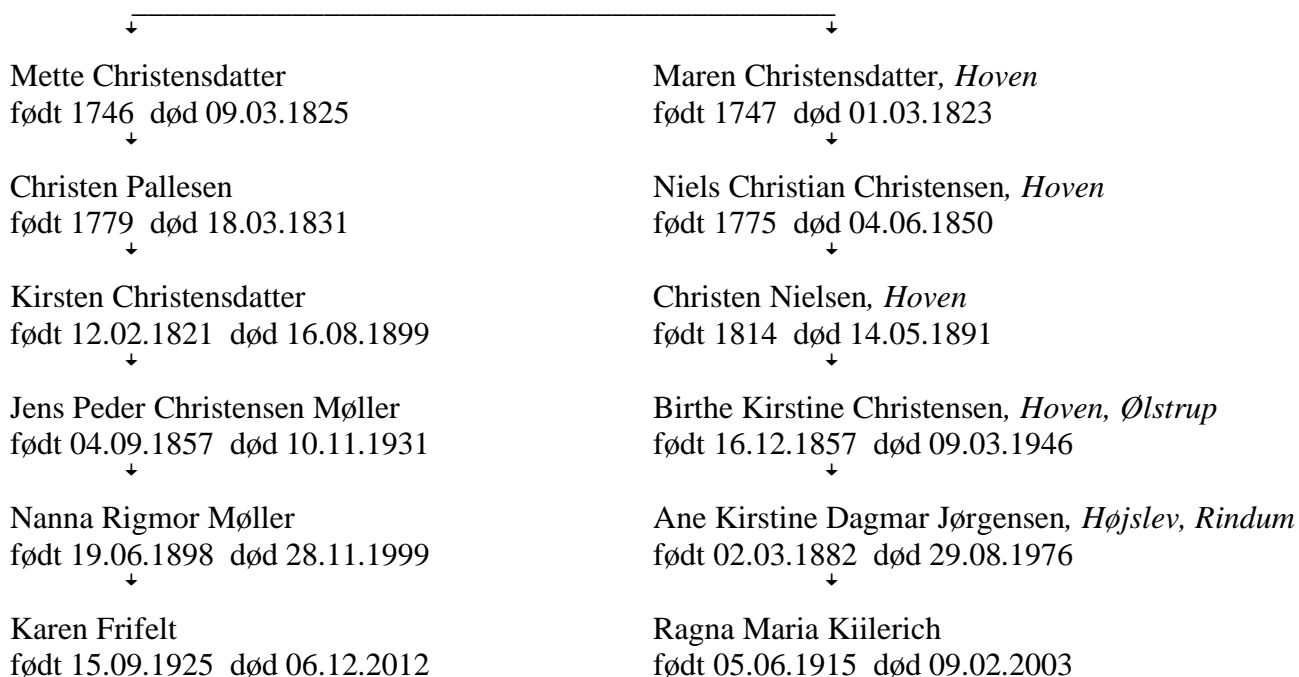 Mette Christensdatter
født 1746 død 09.03.1825
Maren Christensdatter, Hoven
født 1747 død 01.03.1823
Christen Pallesen
født 1779 død 18.03.1831
Niels Christian Christensen, Hoven
født 1775 død 04.06.1850
Kirsten Christensdatter
født 12.02.1821 død 16.08.1899
Christen Nielsen, Hoven
født 1814 død 14.05.1891
Jens Peder Christensen Møller
født 04.09.1857 død 10.11.1931
Birthe Kirstine Christensen, Hoven, Ølstrup
født 16.12.1857 død 09.03.1946
Nanna Rigmor Møller
født 19.06.1898 død 28.11.1999
Ane Kirstine Dagmar Jørgensen, Højslev, Rindum
født 02.03.1882 død 29.08.1976
Karen Frifelt
født 15.09.1925 død 06.12.2012
Ragna Maria Kiilerich
født 05.06.1915 død 09.02.2003